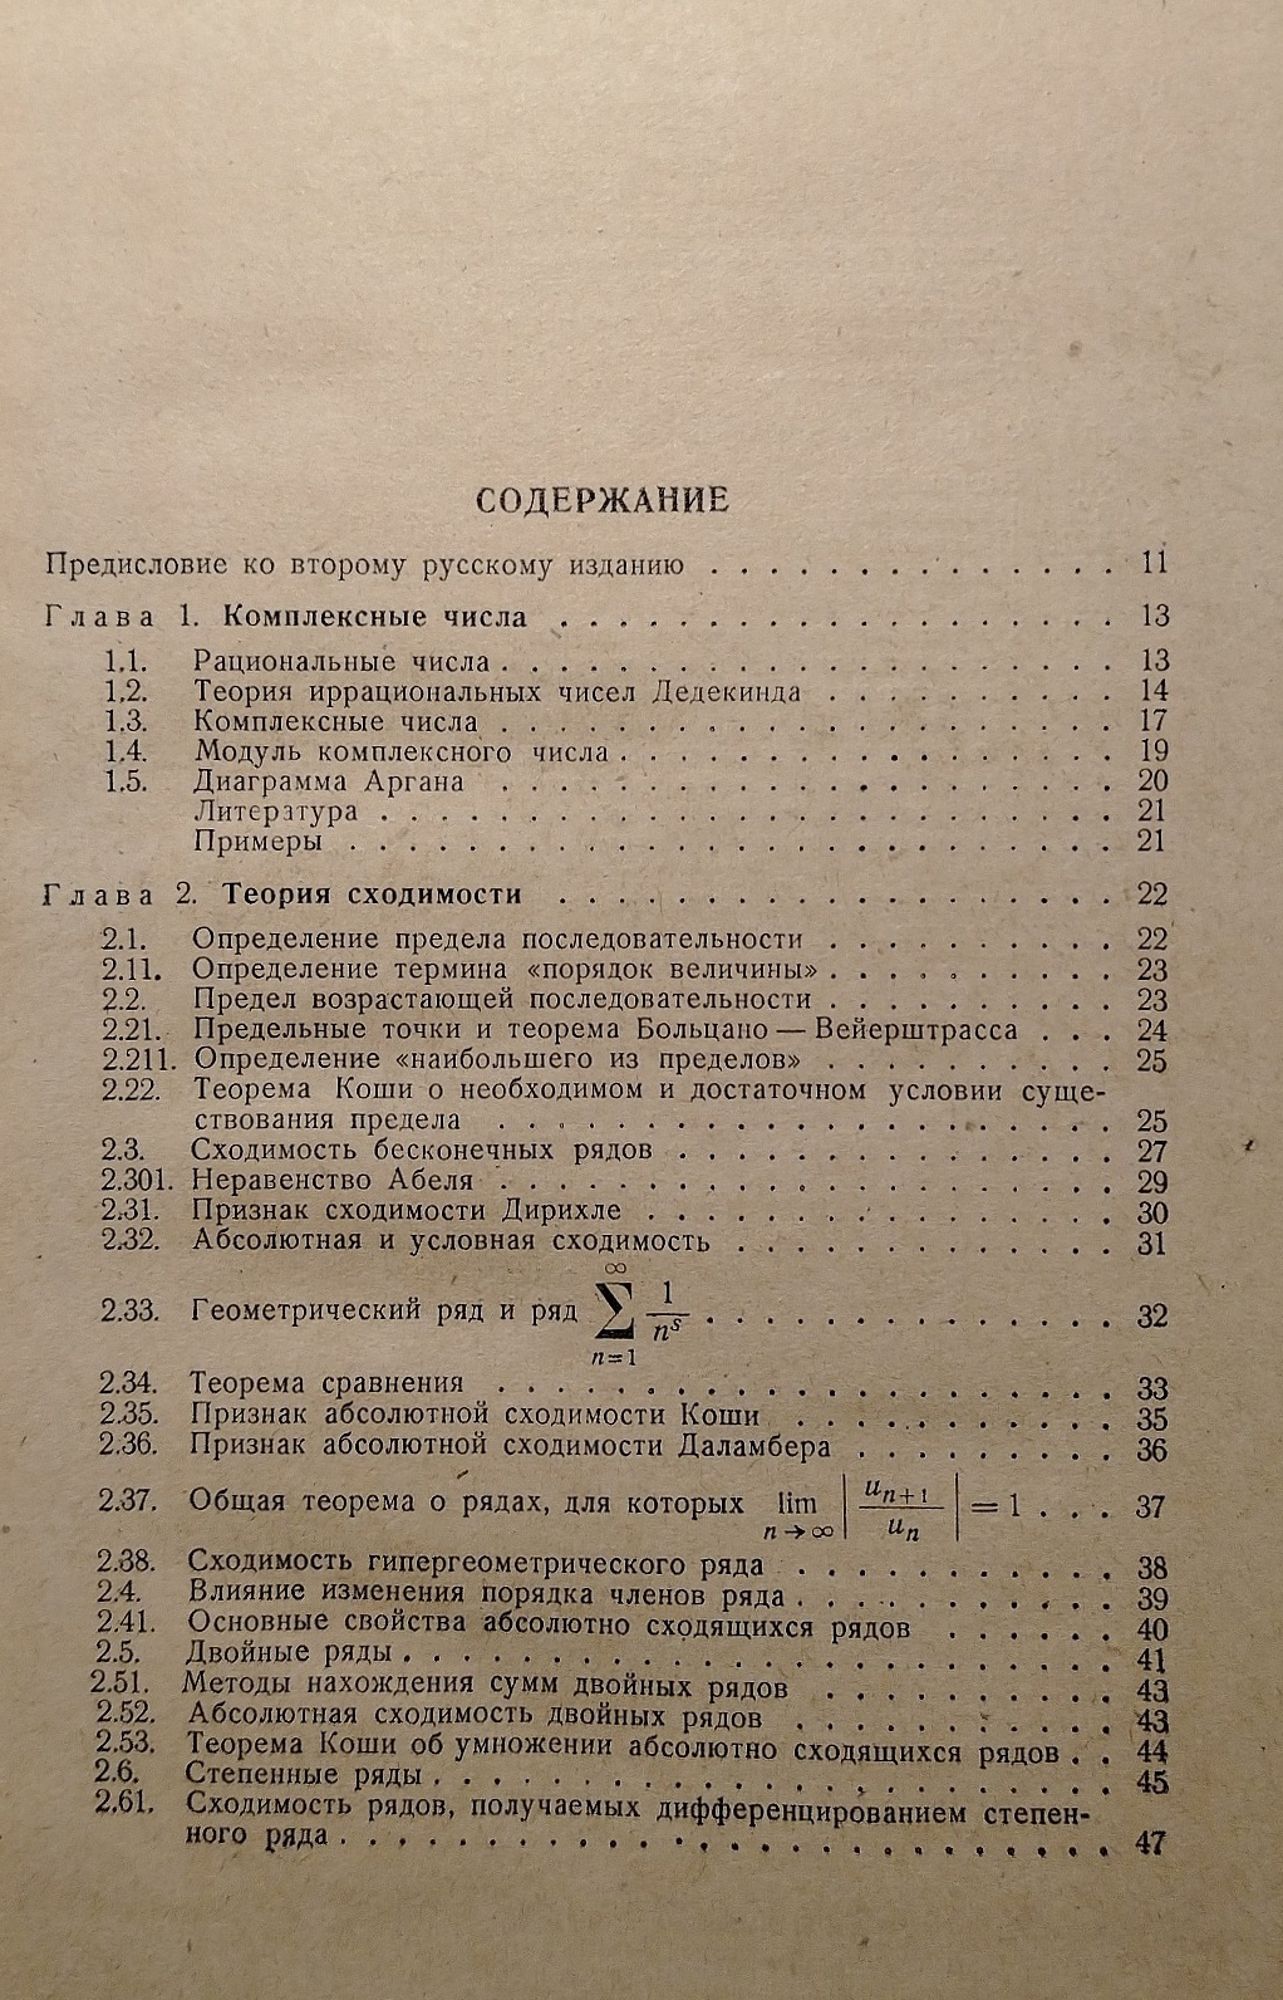 СОДЕРЖАНИЕ
Предисловие ко второму русскому изданию . . . . . . . . . . . . . . 11
Глава 1. Комплексные числа . . . . . . . . . . . . . . . . . . . 13
1.1. Рациональные числа . . . . . . . . . . . . . . . . . . . . . 13
1.2. Теория иррациональных чисел Дедекинда . . . . . . . . . . 14
1.3. Комплексные числа . . . . . . . . . . . . . . . . . . . . . 17
1.4. Модуль комплексного числа . . . . . . . . . . . . . . . . . 19
1.5. Диаграмма Аргана . . . . . . . . . . . . . . . . . . . . . 20
Литература . . . . . . . . . . . . . . . . . . . . . . . . . 21
Примеры . . . . . . . . . . . . . . . . . . . . . . . . . . 21
Глава 2. Теория сходимости . . . . . . . . . . . . . . . . . . . 22
2.1. Определение предела последовательности . . . . . . . . . . 22
2.11. Определение термина «порядок величины» . . . . . . . . . . 23
2.2. Предел возрастающей последовательности . . . . . . . . . . 23
2.21. Предельные точки и теорема Больцано — Вейерштрасса . . . 24
2.211. Определение «наибольшего из пределов» . . . . . . . . . . 25
2.22. Теорема Коши о необходимом и достаточном условии суще-
ствования предела . . . . . . . . . . . . . . . . . . . . . 25
2.3. Сходимость бесконечных рядов . . . . . . . . . . . . . . . 27
2.301. Неравенство Абеля . . . . . . . . . . . . . . . . . . . . . 29
2.31. Признак сходимости Дирихле . . . . . . . . . . . . . . . . 30
2.32. Абсолютная и условная сходимость . . . . . . . . . . . . . 31
2.33. Геометрический ряд и ряд ∑_{n=1}^{∞} 1/n^s . . . . . . . . . . . . . . 32
2.34. Теорема сравнения . . . . . . . . . . . . . . . . . . . . . 33
2.35. Признак абсолютной сходимости Коши . . . . . . . . . . . 35
2.36. Признак абсолютной сходимости Даламбера . . . . . . . . . 36
2.37. Общая теорема о рядах, для которых lim_{n→∞} |u_{n+1}/u_n| = 1 . . . 37
2.38. Сходимость гипергеометрического ряда . . . . . . . . . . . 38
2.4. Влияние изменения порядка членов ряда . . . . . . . . . . . 39
2.41. Основные свойства абсолютно сходящихся рядов . . . . . . 40
2.5. Двойные ряды . . . . . . . . . . . . . . . . . . . . . . . . 41
2.51. Методы нахождения сумм двойных рядов . . . . . . . . . . 43
2.52. Абсолютная сходимость двойных рядов . . . . . . . . . . . 43
2.53. Теорема Коши об умножении абсолютно сходящихся рядов . . 44
2.6. Степенные ряды . . . . . . . . . . . . . . . . . . . . . . . 45
2.61. Сходимость рядов, получаемых дифференцированием степен-
ного ряда . . . . . . . . . . . . . . . . . . . . . . . . . . 47